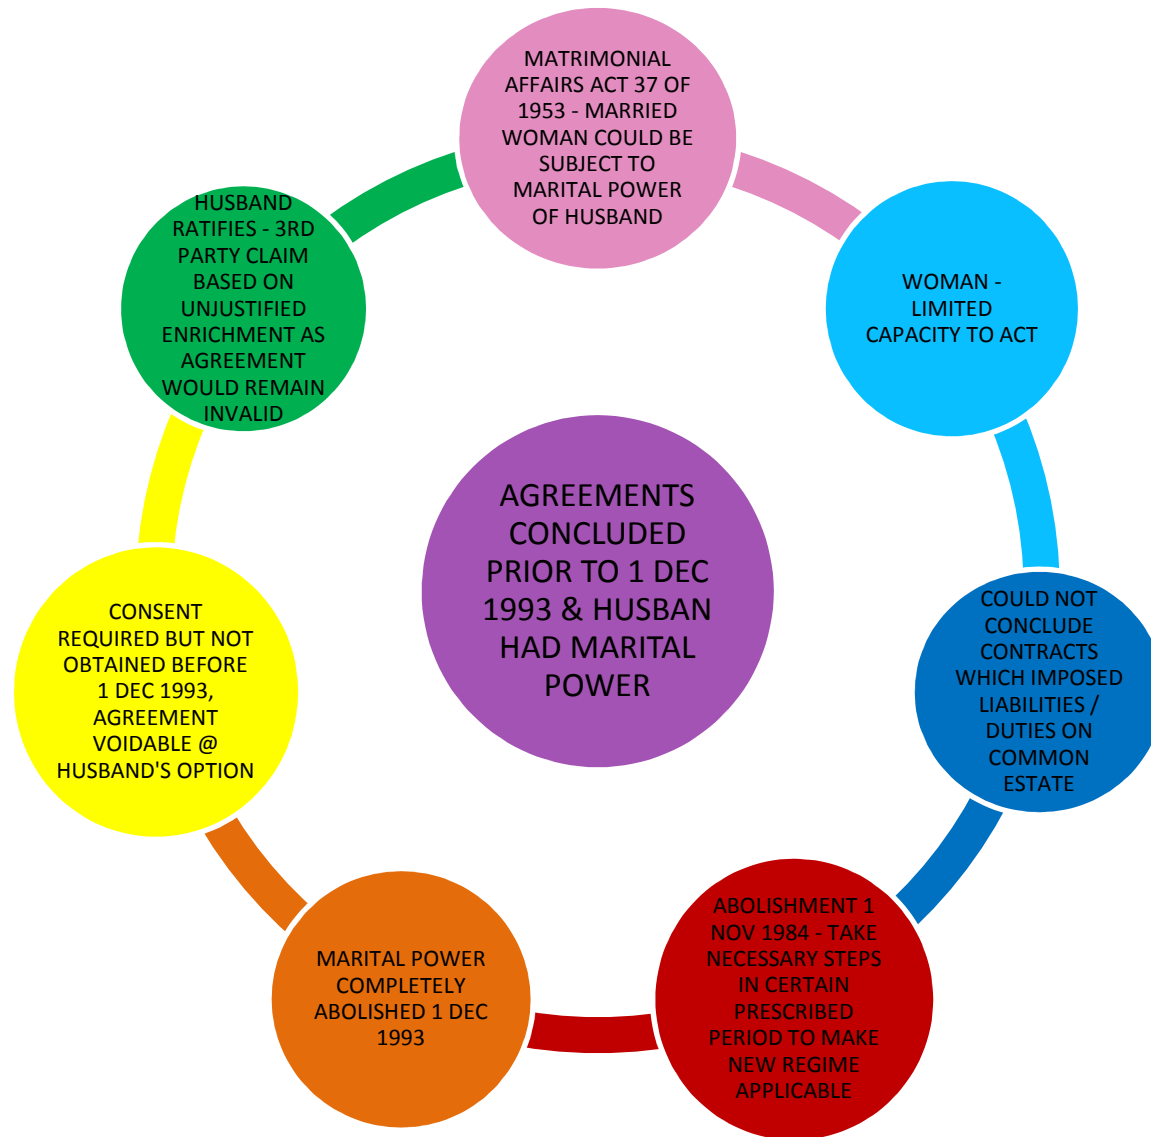 MATRIMONIAL
AFFAIRS ACT 37 OF
1953 - MARRIED
WOMAN COULD BE
SUBJECT TO
MARITAL POWER
OF HUSBAND
WOMAN -
LIMITED
CAPACITY TO ACT
COULD NOT
CONCLUDE
CONTRACTS
WHICH IMPOSED
LIABILITIES /
DUTIES ON
COMMON
ESTATE
ABOLISHMENT 1
NOV 1984 - TAKE
NECESSARY STEPS
IN CERTAIN
PRESCRIBED
PERIOD TO MAKE
NEW REGIME
APPLICABLE
MARITAL POWER
COMPLETELY
ABOLISHED 1 DEC
1993
CONSENT
REQUIRED BUT NOT
OBTAINED BEFORE
1 DEC 1993,
AGREEMENT
VOIDABLE @
HUSBAND'S OPTION
HUSBAND
RATIFIES - 3RD
PARTY CLAIM
BASED ON
UNJUSTIFIED
ENRICHMENT AS
AGREEMENT
WOULD REMAIN
INVALID
AGREEMENTS
CONCLUDED
PRIOR TO 1 DEC
1993 & HUSBAN
HAD MARITAL
POWER